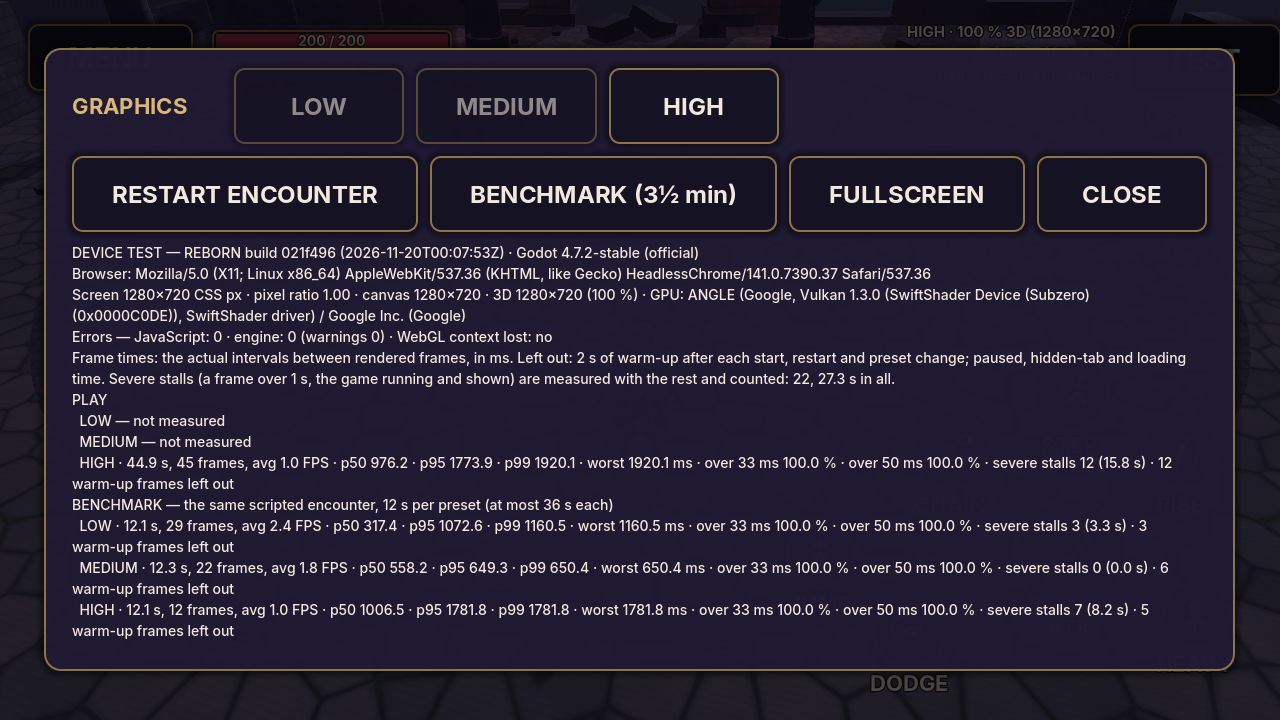 200 / 200
HIGH · 100 % 3D (1280×720)
GRAPHICS
LOW
MEDIUM
HIGH
RESTART ENCOUNTER
BENCHMARK (3½ min)
FULLSCREEN
CLOSE
DEVICE TEST — REBORN build 021f496 (2026-11-20T00:07:53Z) · Godot 4.7.2-stable (official)
Browser: Mozilla/5.0 (X11; Linux x86_64) AppleWebKit/537.36 (KHTML, like Gecko) HeadlessChrome/141.0.7390.37 Safari/537.36
Screen 1280×720 CSS px · pixel ratio 1.00 · canvas 1280×720 · 3D 1280×720 (100 %) · GPU: ANGLE (Google, Vulkan 1.3.0 (SwiftShader Device (Subzero)
(0x0000C0DE)), SwiftShader driver) / Google Inc. (Google)
Errors — JavaScript: 0 · engine: 0 (warnings 0) · WebGL context lost: no
Frame times: the actual intervals between rendered frames, in ms. Left out: 2 s of warm-up after each start, restart and preset change; paused, hidden-tab and loading
time. Severe stalls (a frame over 1 s, the game running and shown) are measured with the rest and counted: 22, 27.3 s in all.
PLAY
LOW — not measured
MEDIUM — not measured
HIGH · 44.9 s, 45 frames, avg 1.0 FPS · p50 976.2 · p95 1773.9 · p99 1920.1 · worst 1920.1 ms · over 33 ms 100.0 % · over 50 ms 100.0 % · severe stalls 12 (15.8 s) · 12
warm-up frames left out
BENCHMARK — the same scripted encounter, 12 s per preset (at most 36 s each)
LOW · 12.1 s, 29 frames, avg 2.4 FPS · p50 317.4 · p95 1072.6 · p99 1160.5 · worst 1160.5 ms · over 33 ms 100.0 % · over 50 ms 100.0 % · severe stalls 3 (3.3 s) · 3
warm-up frames left out
MEDIUM · 12.3 s, 22 frames, avg 1.8 FPS · p50 558.2 · p95 649.3 · p99 650.4 · worst 650.4 ms · over 33 ms 100.0 % · over 50 ms 100.0 % · severe stalls 0 (0.0 s) · 6
warm-up frames left out
HIGH · 12.1 s, 12 frames, avg 1.0 FPS · p50 1006.5 · p95 1781.8 · p99 1781.8 · worst 1781.8 ms · over 33 ms 100.0 % · over 50 ms 100.0 % · severe stalls 7 (8.2 s) · 5
warm-up frames left out
DODGE